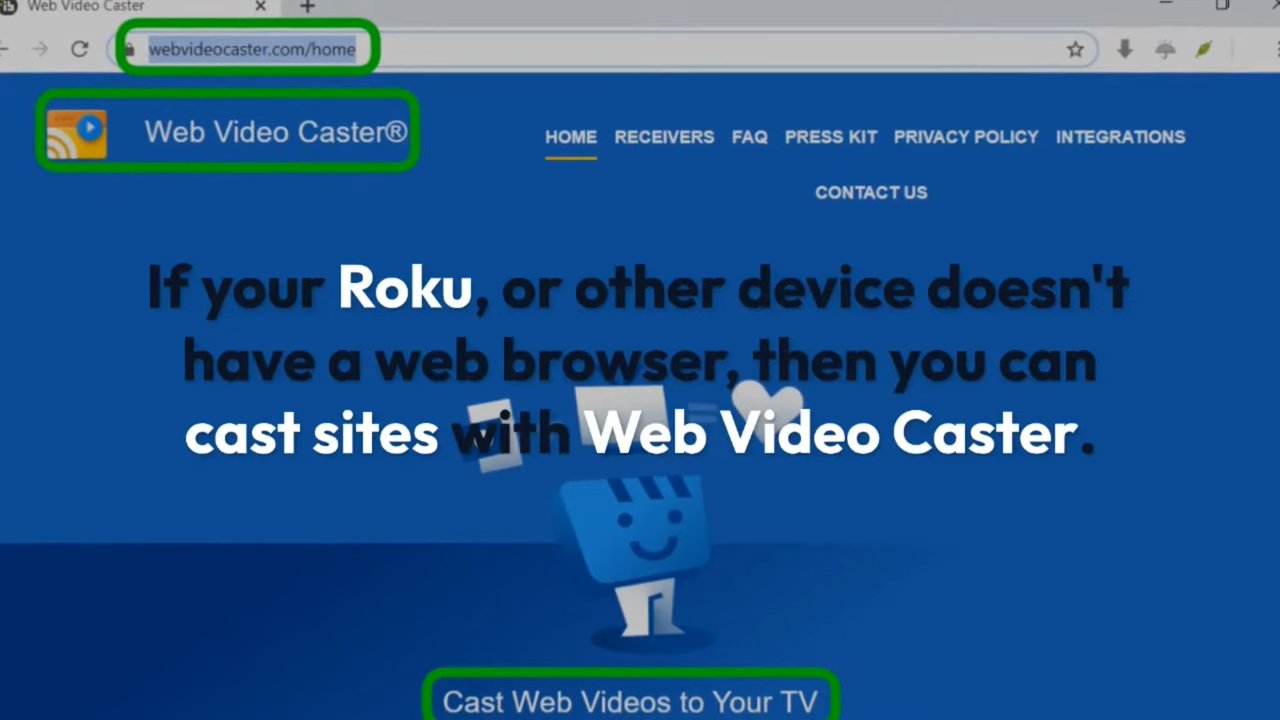 Web Video Caster
webvideocaster.com/home
Web Video Caster®
HOME RECEIVERS FAQ PRESS KIT PRIVACY POLICY INTEGRATIONS
CONTACT US
If your Roku, or other device doesn't
have a web browser, then you can
cast sites with Web Video Caster.
Cast Web Videos to Your TV